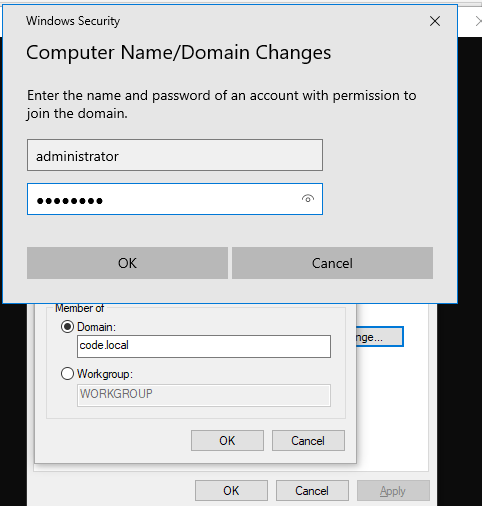 Windows Security
Computer Name/Domain Changes
Enter the name and password of an account with permission to
join the domain.
administrator
●●●●●●●●
OK Cancel
Member of
Domain:
code.local
nge...
Workgroup:
WORKGROUP
OK Cancel
OK Cancel Apply